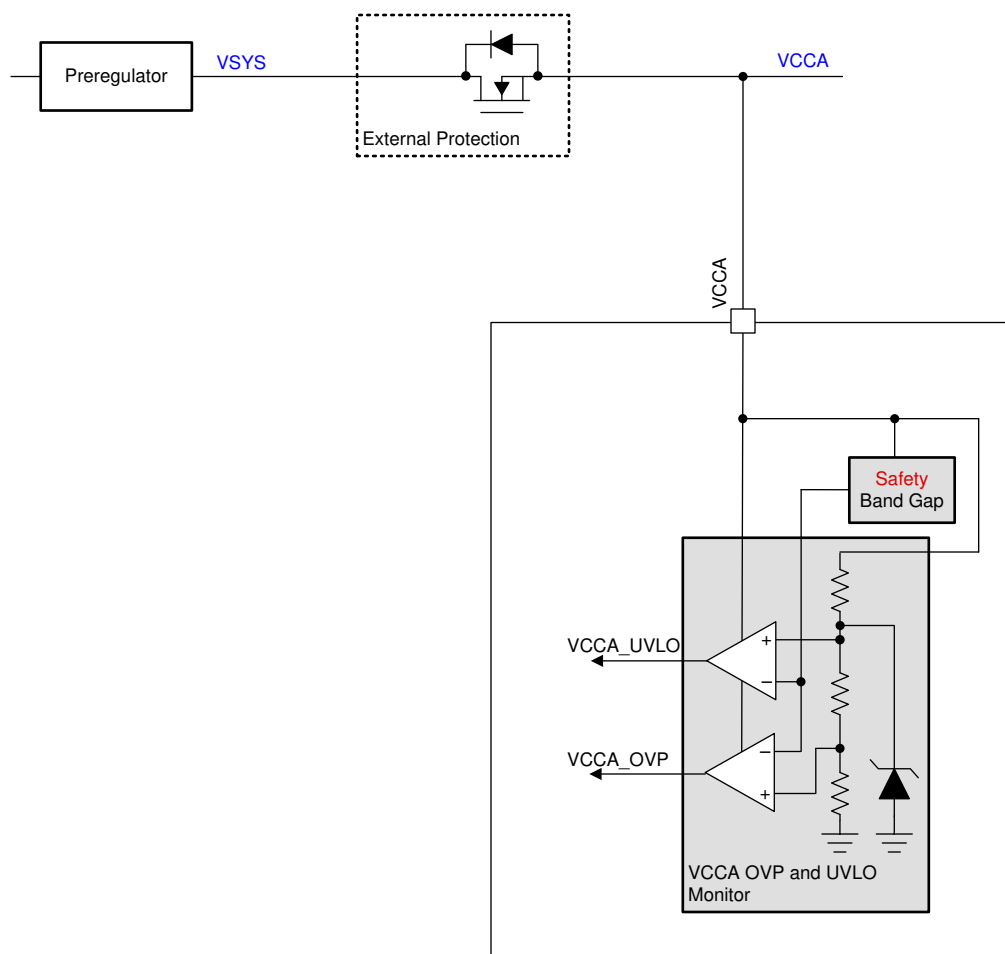 Preregulator
VSYS
VCCA
External Protection
VCCA
Safety
Band Gap
VCCA_UVLO
+
−
VCCA_OVP
−
+
VCCA OVP and UVLO
Monitor